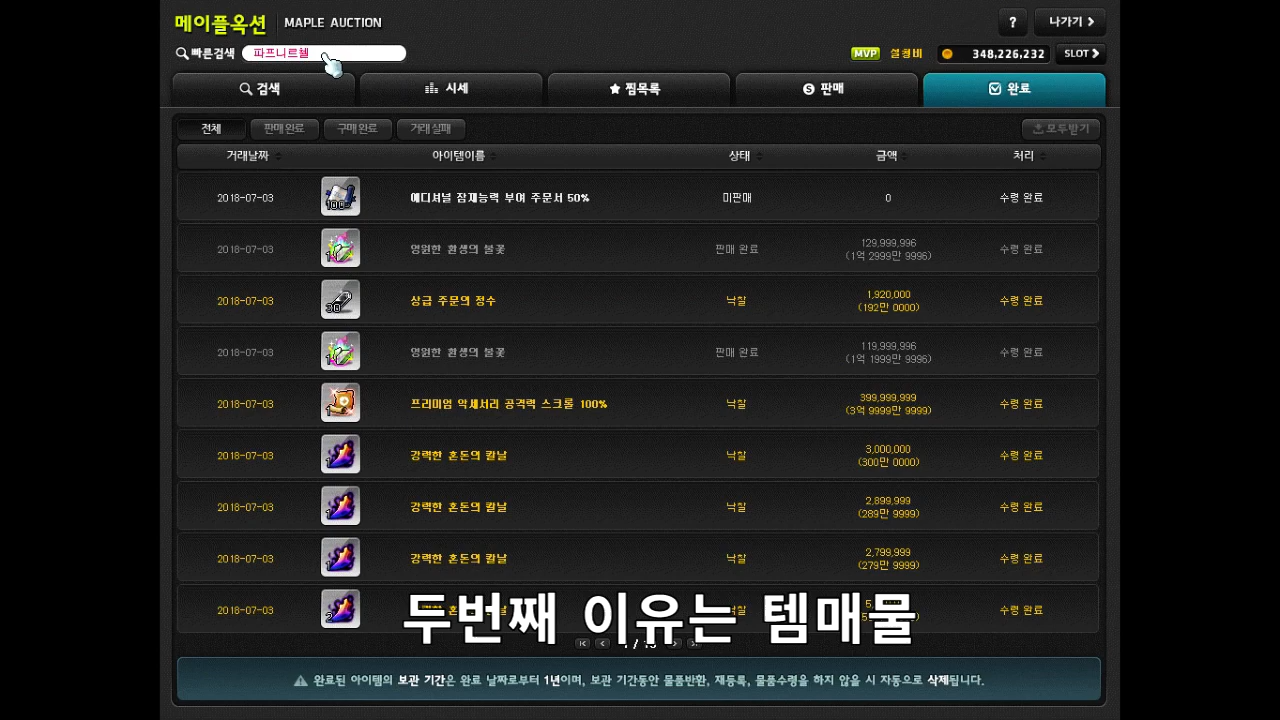 메이플옥션 MAPLE AUCTION ? 나가기
빠른검색 파프니르첼 MVP 설정비 348,226,232 SLOT
검색 시세 찜목록 판매 완료
전체 판매완료 구매완료 거래실패 모두받기
거래날짜 아이템이름 상태 금액 처리
2018-07-03 100 에디셔널 잠재능력 부여 주문서 50% 미판매 0 수령 완료
2018-07-03 1 영원한 환생의 불꽃 판매 완료 129,999,996 수령 완료
(1억 2999만 9996)
2018-07-03 30 상급 주문의 정수 낙찰 1,920,000 수령 완료
(192만 0000)
2018-07-03 1 영원한 환생의 불꽃 판매 완료 119,999,996 수령 완료
(1억 1999만 9996)
2018-07-03 1 프리미엄 악세서리 공격력 스크롤 100% 낙찰 399,999,999 수령 완료
(3억 9999만 9999)
2018-07-03 1 강력한 혼돈의 칼날 낙찰 3,000,000 수령 완료
(300만 0000)
2018-07-03 1 강력한 혼돈의 칼날 낙찰 2,899,999 수령 완료
(289만 9999)
2018-07-03 1 강력한 혼돈의 칼날 낙찰 2,799,999 수령 완료
(279만 9999)
2018-07-03 2 수령 완료
두번째 이유는 템매물
완료된 아이템의 보관 기간은 완료 날짜로부터 1년이며, 보관 기간동안 물품반환, 재등록, 물품수령을 하지 않을 시 자동으로 삭제됩니다.